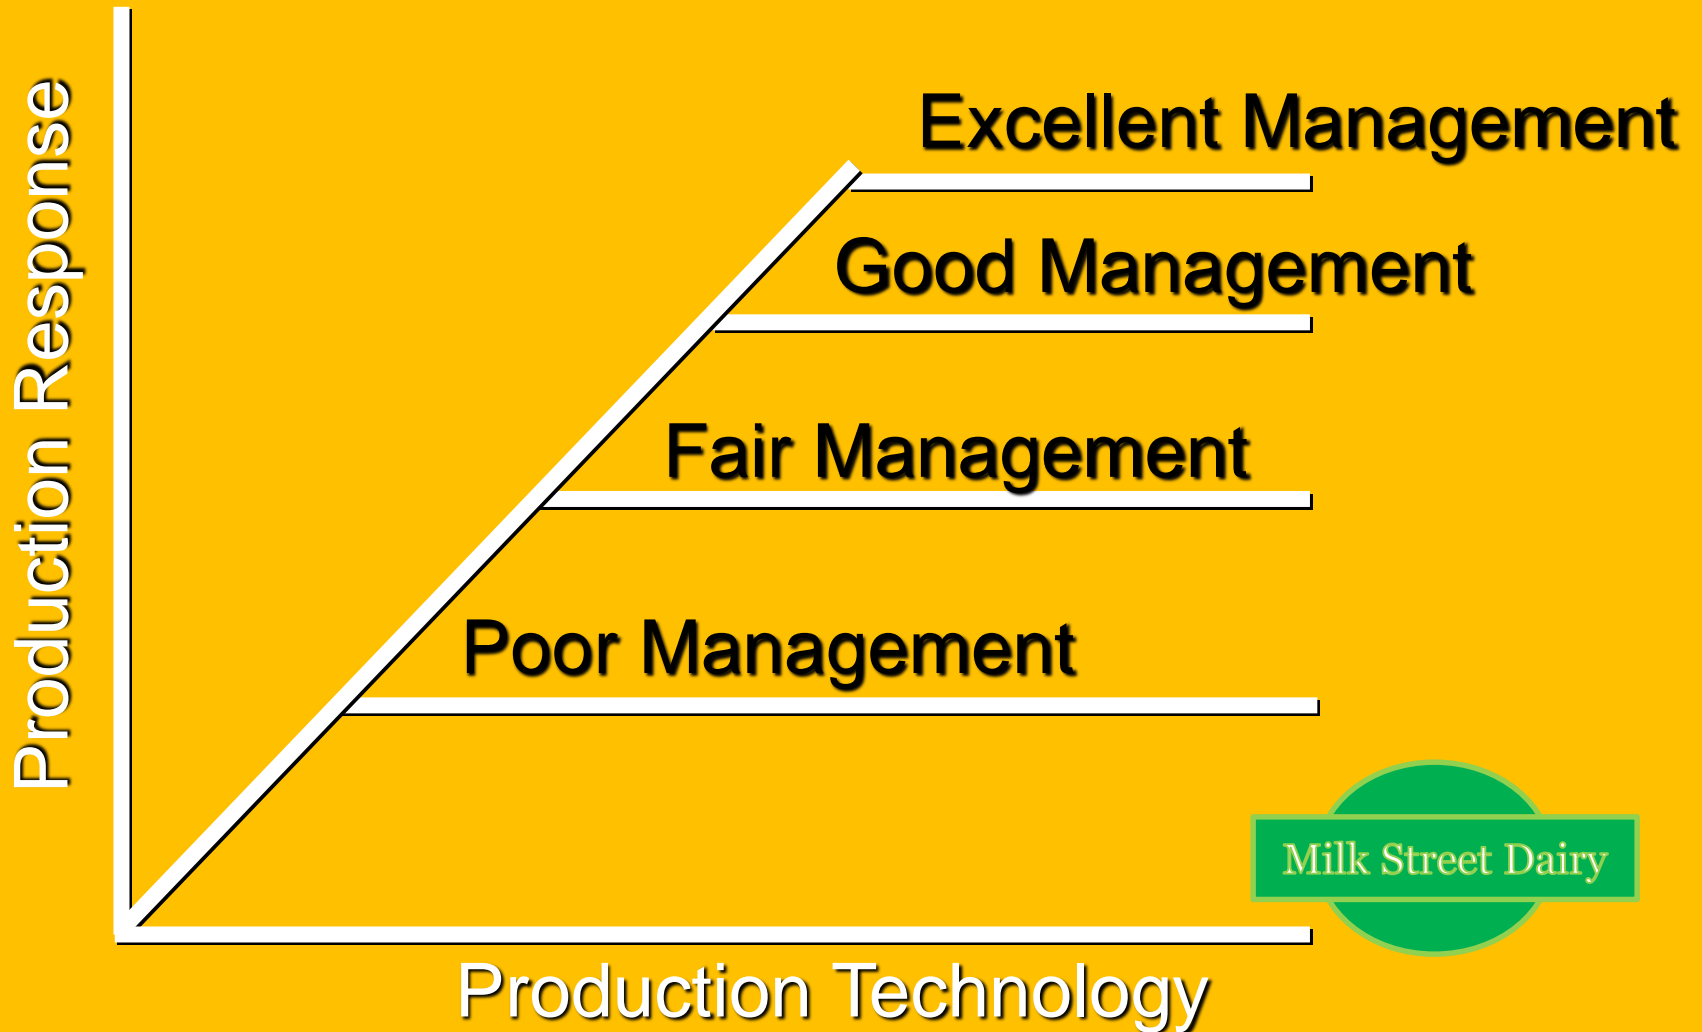 Production Response
Excellent Management
Good Management
Fair Management
Poor Management
Milk Street Dairy
Production Technology